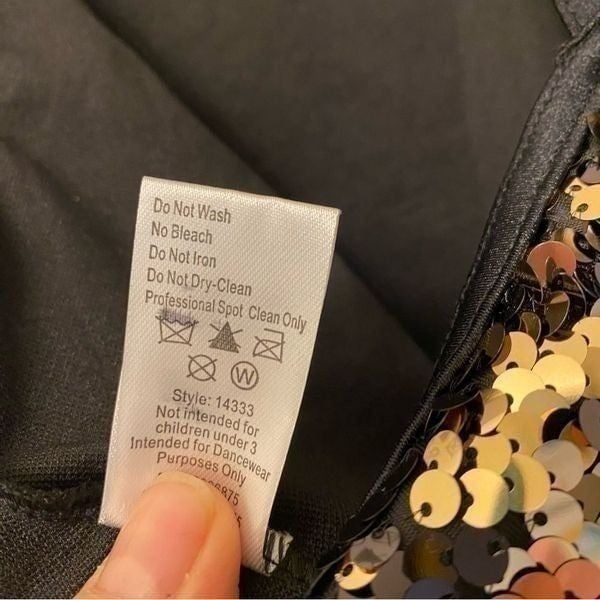 Do Not Wash
No Bleach
Do Not Iron
Do Not Dry-Clean
Professional Spot Clean Only
W
Style: 14333
Not intended for
children under 3
Intended for Dancewear
Purposes Only